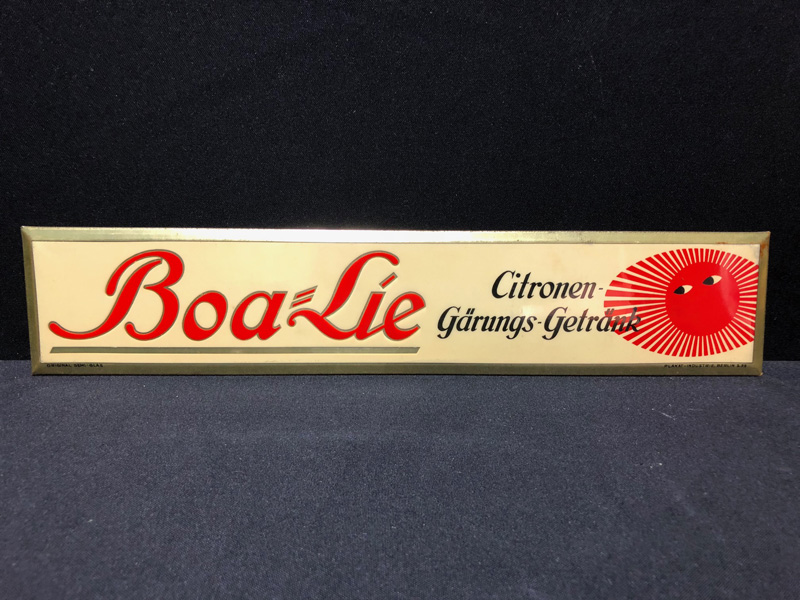 Boa=Lie
Citronen-
Gärungs-Getränk